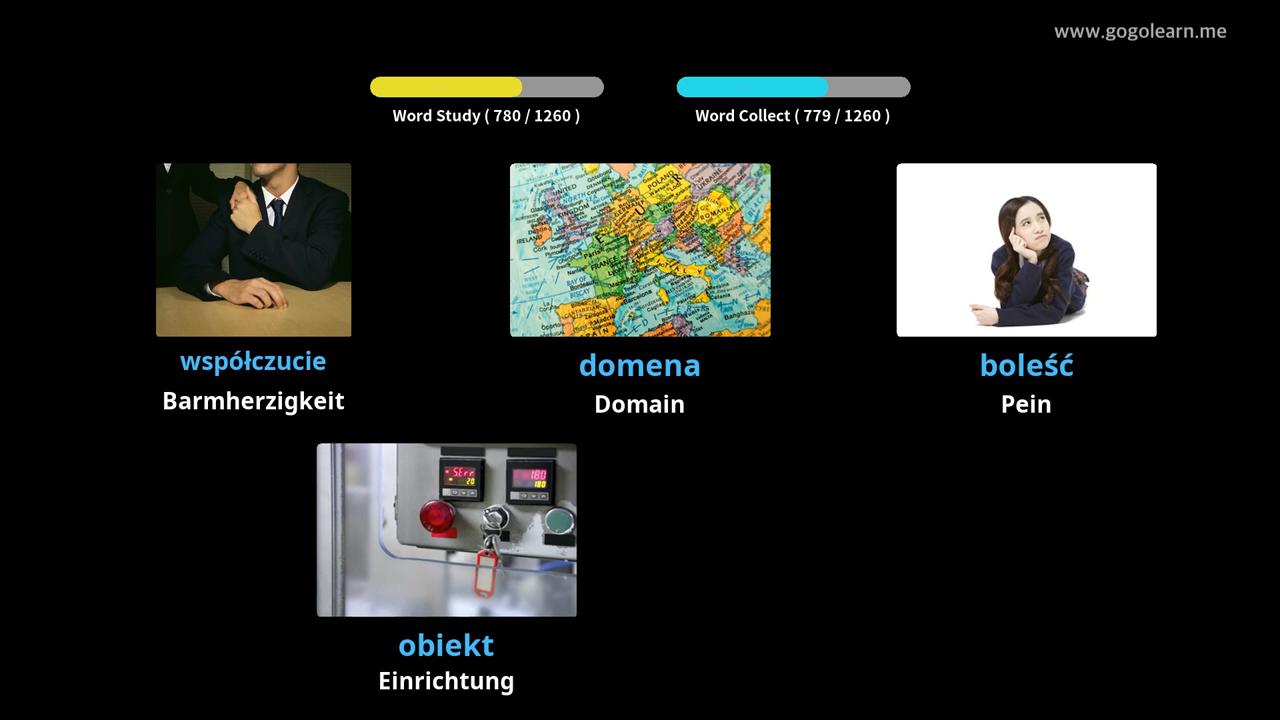 www.gogolearn.me
Word Study ( 780 / 1260 )
Word Collect ( 779 / 1260 )
współczucie
Barmherzigkeit
domena
Domain
boleść
Pein
obiekt
Einrichtung